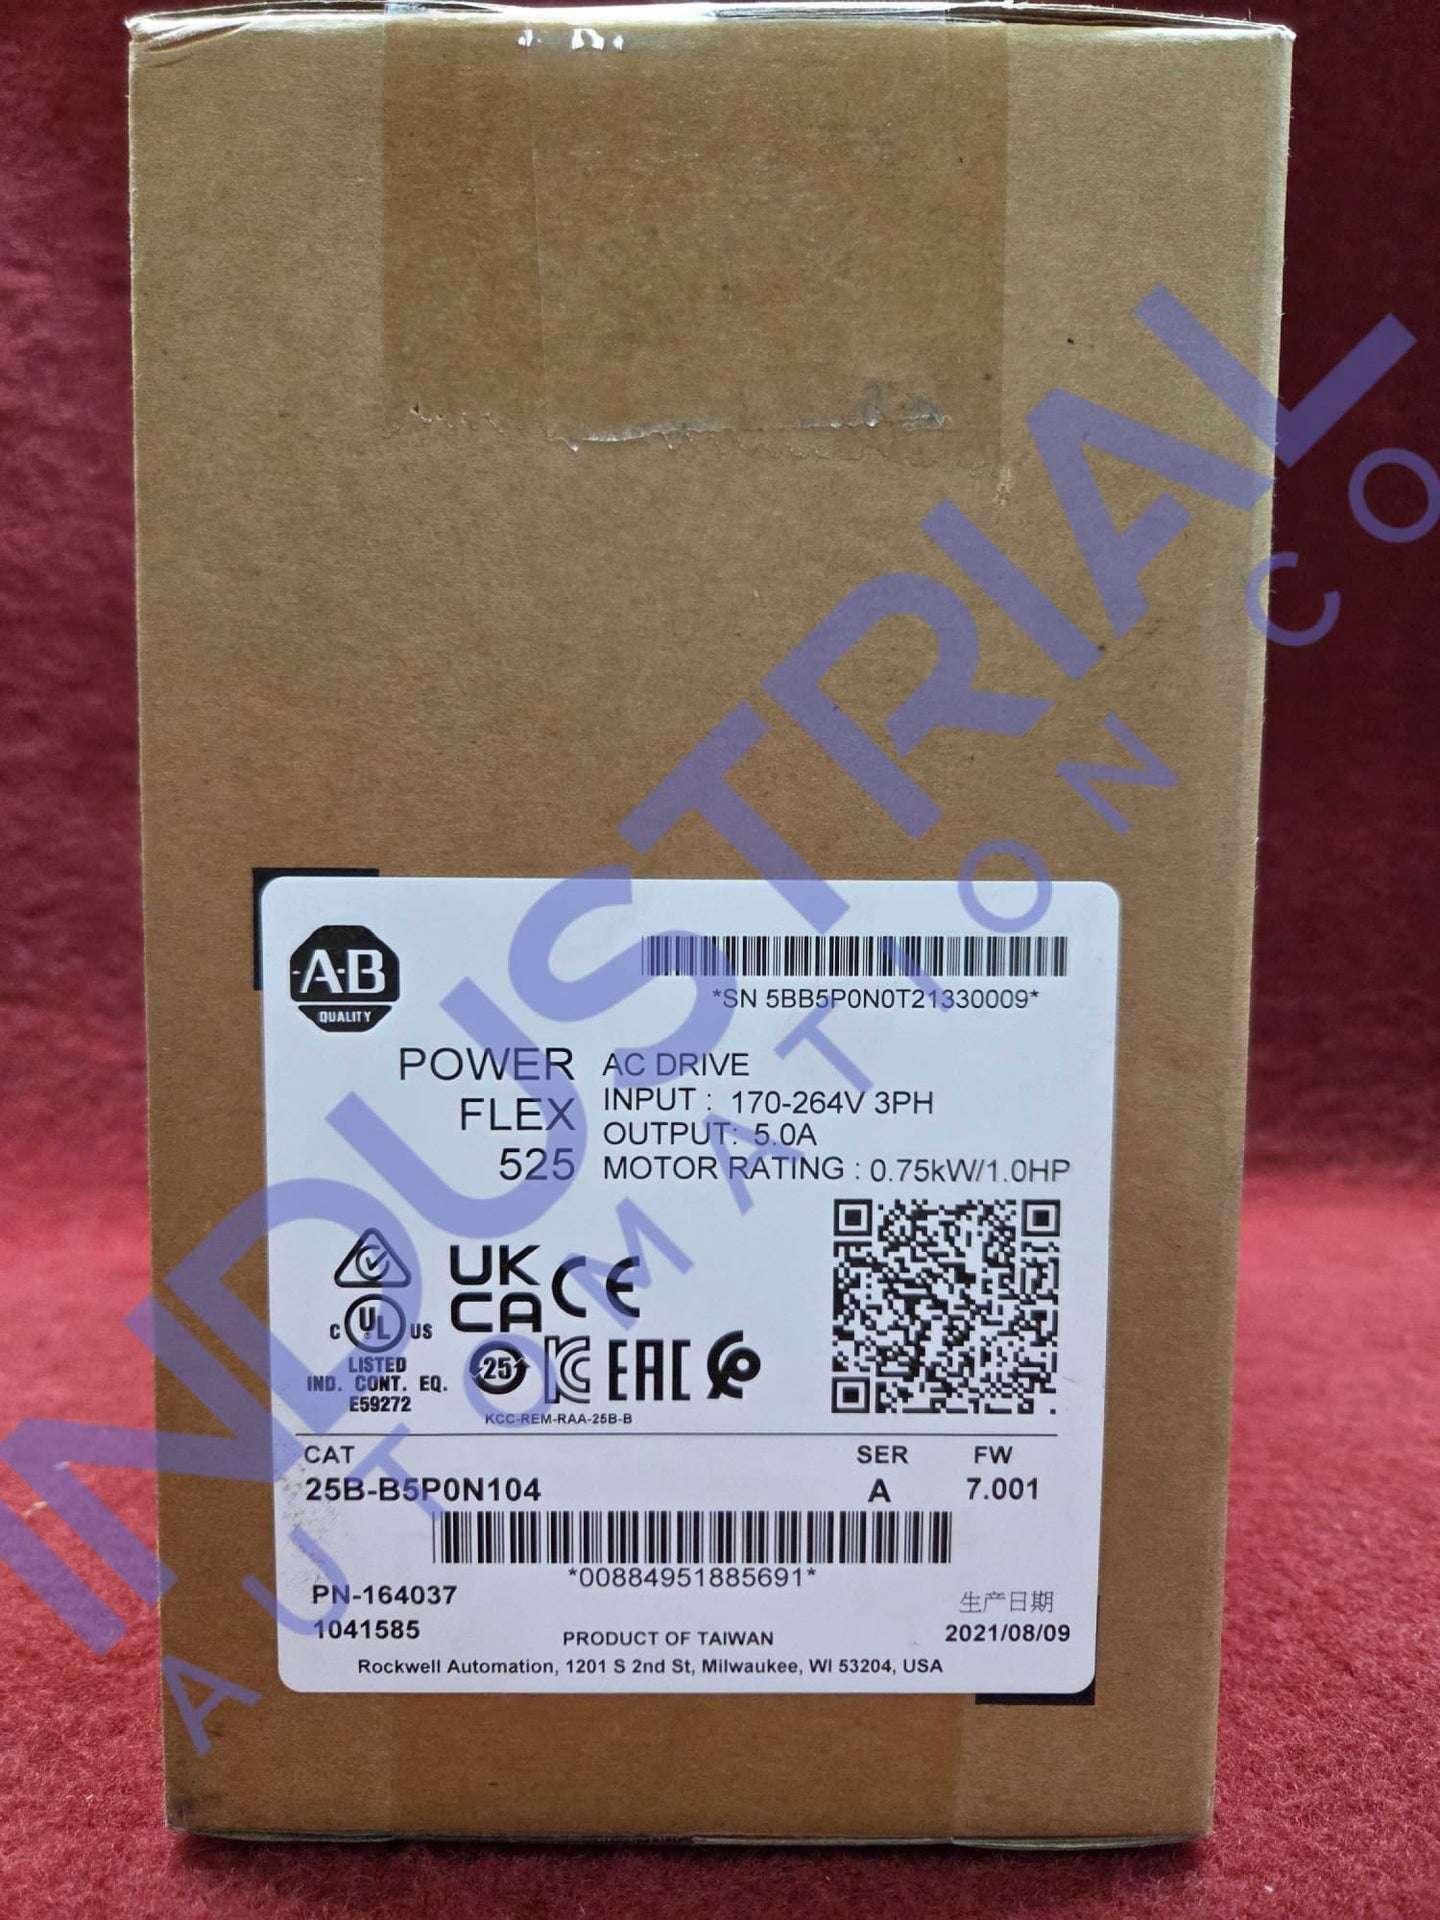 A-B
QUALITY
*SN 5BB5P0N0T21330009*
POWER
FLEX
525
AC DRIVE
INPUT : 170-264V 3PH
OUTPUT: 5.0A
MOTOR RATING : 0.75kW/1.0HP
UK
CA
CE
C UL US
LISTED
IND. CONT. EQ.
E59272
25
KC
EAC
KCC-REM-RAA-25B-B
CAT
25B-B5P0N104
SER
A
FW
7.001
*00884951885691*
PN-164037
1041585
PRODUCT OF TAIWAN
生产日期
2021/08/09
Rockwell Automation, 1201 S 2nd St, Milwaukee, WI 53204, USA
INDUSTRIAL
AUTOMATION CO